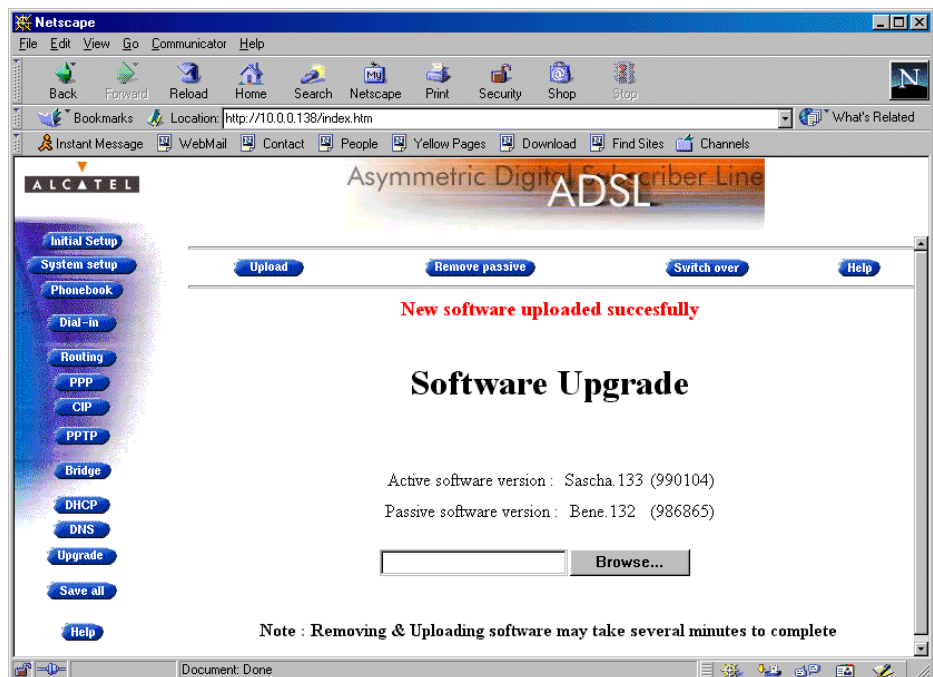 Netscape
File Edit View Go Communicator Help
Back Forward Reload Home Search Netscape Print Security Shop Stop
My
N
Bookmarks Location: http://10.0.0.138/index.htm What's Related
Instant Message WebMail Contact People Yellow Pages Download Find Sites Channels
ALCATEL
Asymmetric Digital Subscriber Line
ADSL
Initial Setup
System setup
Phonebook
Dial-in
Routing
PPP
CIP
PPTP
Bridge
DHCP
DNS
Upgrade
Save all
Help
Upload Remove passive Switch over Help
New software uploaded succesfully
Software Upgrade
Active software version : Sascha.133 (990104)
Passive software version : Bene.132 (986865)
Browse...
Note : Removing & Uploading software may take several minutes to complete
Document: Done